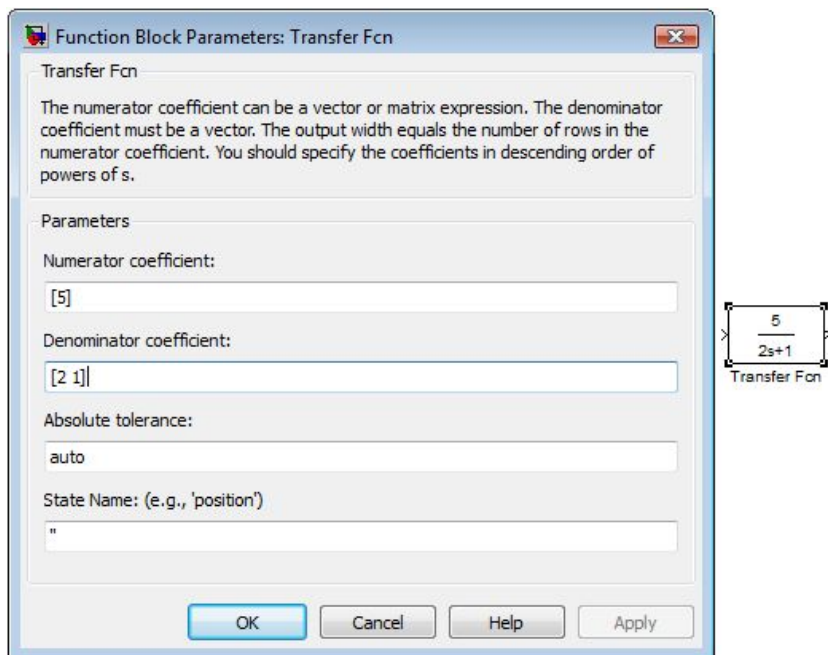 Function Block Parameters: Transfer Fcn
Transfer Fcn
The numerator coefficient can be a vector or matrix expression. The denominator
coefficient must be a vector. The output width equals the number of rows in the
numerator coefficient. You should specify the coefficients in descending order of
powers of s.
Parameters
Numerator coefficient:
[5]
Denominator coefficient:
[2 1]
Absolute tolerance:
auto
State Name: (e.g., 'position')
''
OK Cancel Help Apply
5
2s+1
Transfer Fcn